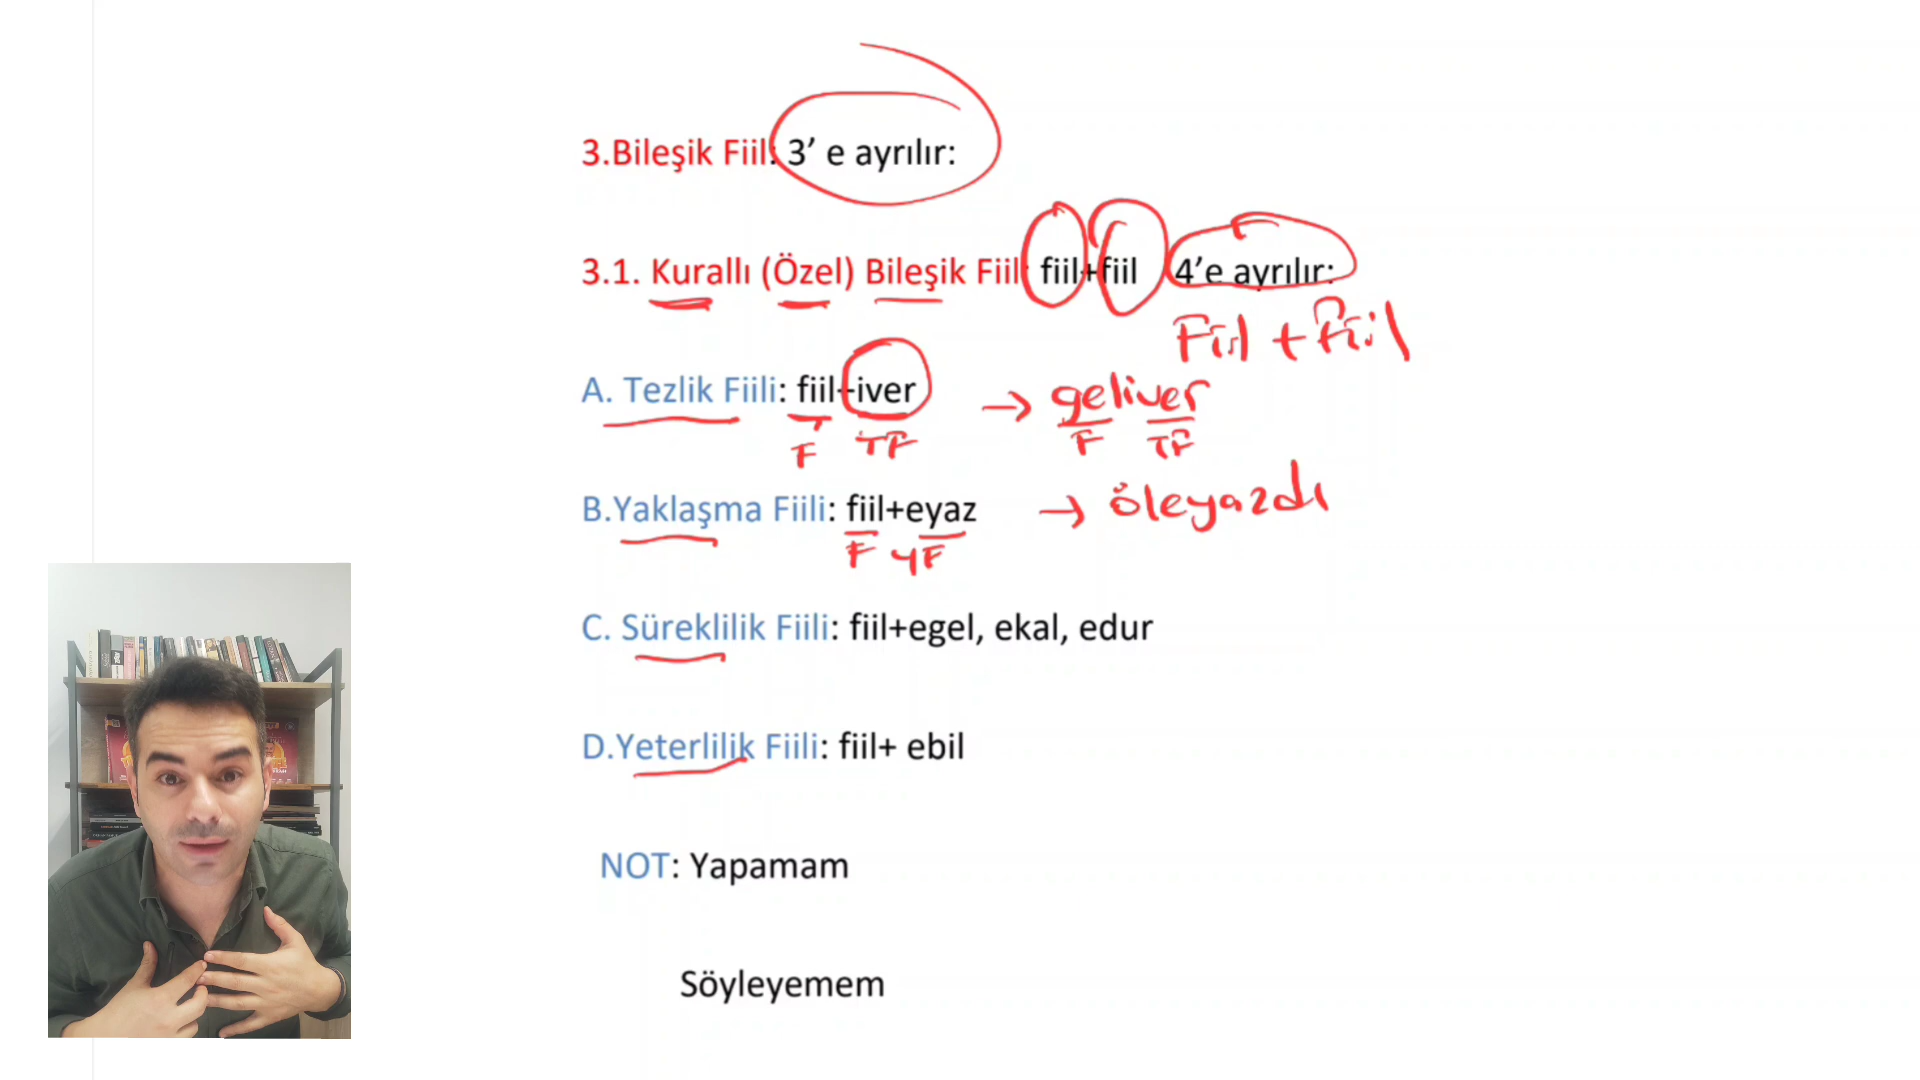 3.Bileşik Fiil: 3’ e ayrılır:
3.1. Kurallı (Özel) Bileşik Fiil: fiil+fiil 4’e ayrılır:
Fiil + fiil
A. Tezlik Fiili: fiil+iver → geliver
F TF F TF
B.Yaklaşma Fiili: fiil+eyaz → öleyazdı
F YF
C. Süreklilik Fiili: fiil+egel, ekal, edur
D.Yeterlilik Fiili: fiil+ ebil
NOT: Yapamam
Söyleyemem